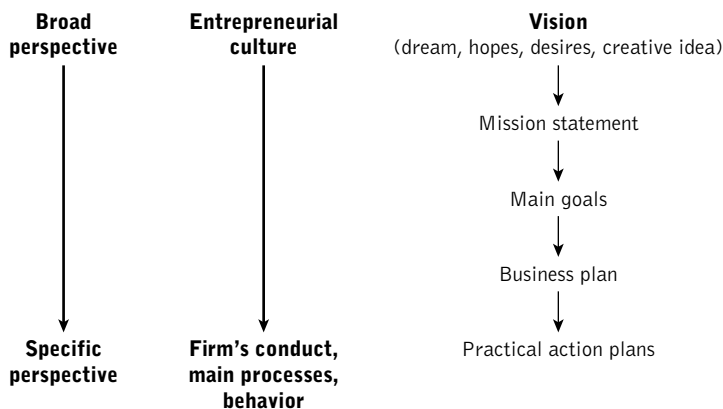 Broad
perspective
Entrepreneurial
culture
Vision
(dream, hopes, desires, creative idea)
Mission statement
Main goals
Business plan
Specific
perspective
Firm’s conduct,
main processes,
behavior
Practical action plans